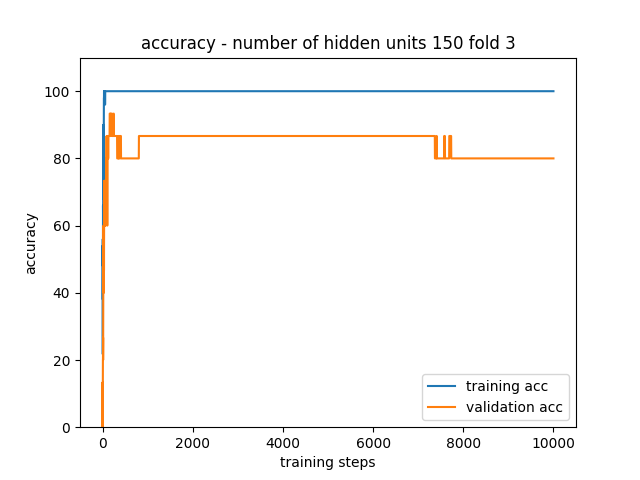 accuracy - number of hidden units 150 fold 3
100
80
60
40
20
0
accuracy
0 2000 4000 6000 8000 10000
training steps
training acc
validation acc